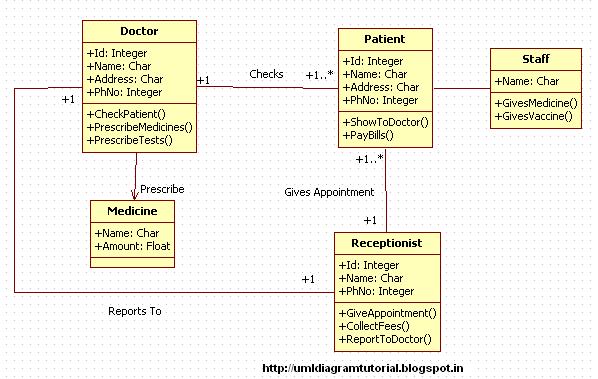 Doctor
+Id: Integer
+Name: Char
+Address: Char
+PhNo: Integer
+CheckPatient()
+PrescribeMedicines()
+PrescribeTests()
+1
Checks
+1..*
Patient
+Id: Integer
+Name: Char
+Address: Char
+PhNo: Integer
+ShowToDoctor()
+PayBills()
Staff
+Name: Char
+GivesMedicine()
+GivesVaccine()
+1
Prescribe
Medicine
+Name: Char
+Amount: Float
+1..*
Gives Appointment
+1
Receptionist
+Id: Integer
+Name: Char
+PhNo: Integer
+GiveAppointment()
+CollectFees()
+ReportToDoctor()
+1
Reports To
http://umldiagramtutorial.blogspot.in